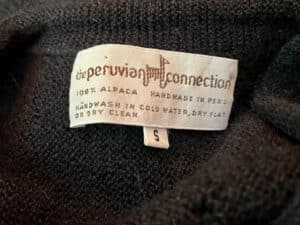 the peruvian connection
100% ALPACA HANDMADE IN PERU
HANDWASH IN COLD WATER, DRY FLAT
OR DRY CLEAN
S